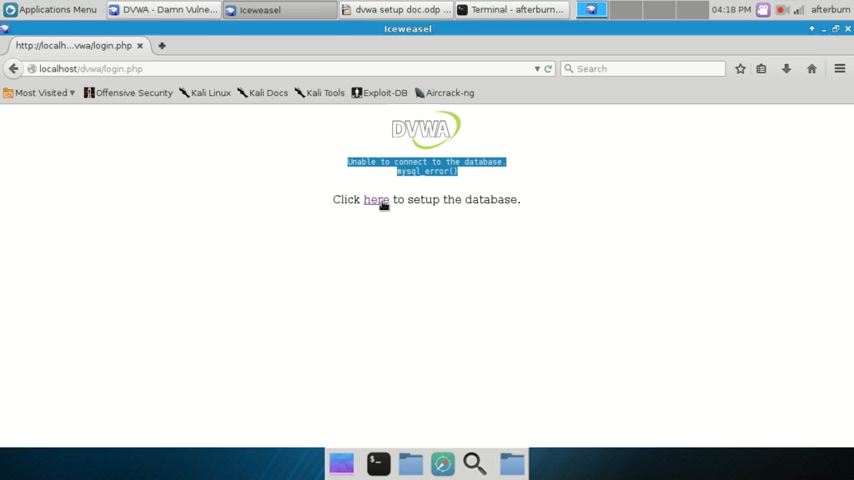 Applications Menu
DVWA - Damn Vulne...
Iceweasel
dvwa setup doc.odp ...
Terminal - afterburn...
04:18 PM
afterburn
Iceweasel
http://localh...vwa/login.php
localhost/dvwa/login.php
Search
Most Visited
Offensive Security
Kali Linux
Kali Docs
Kali Tools
Exploit-DB
Aircrack-ng
DVWA
Unable to connect to the database.
mysql_error()
Click here to setup the database.
$_